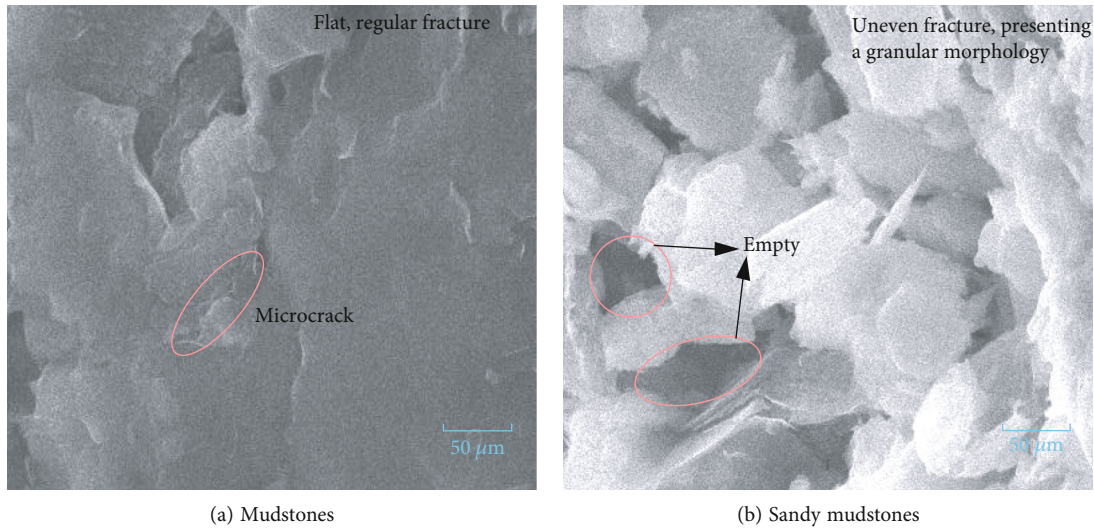 Flat, regular fracture
Microcrack
50 μm
(a) Mudstones
Uneven fracture, presenting
a granular morphology
Empty
50 μm
(b) Sandy mudstones